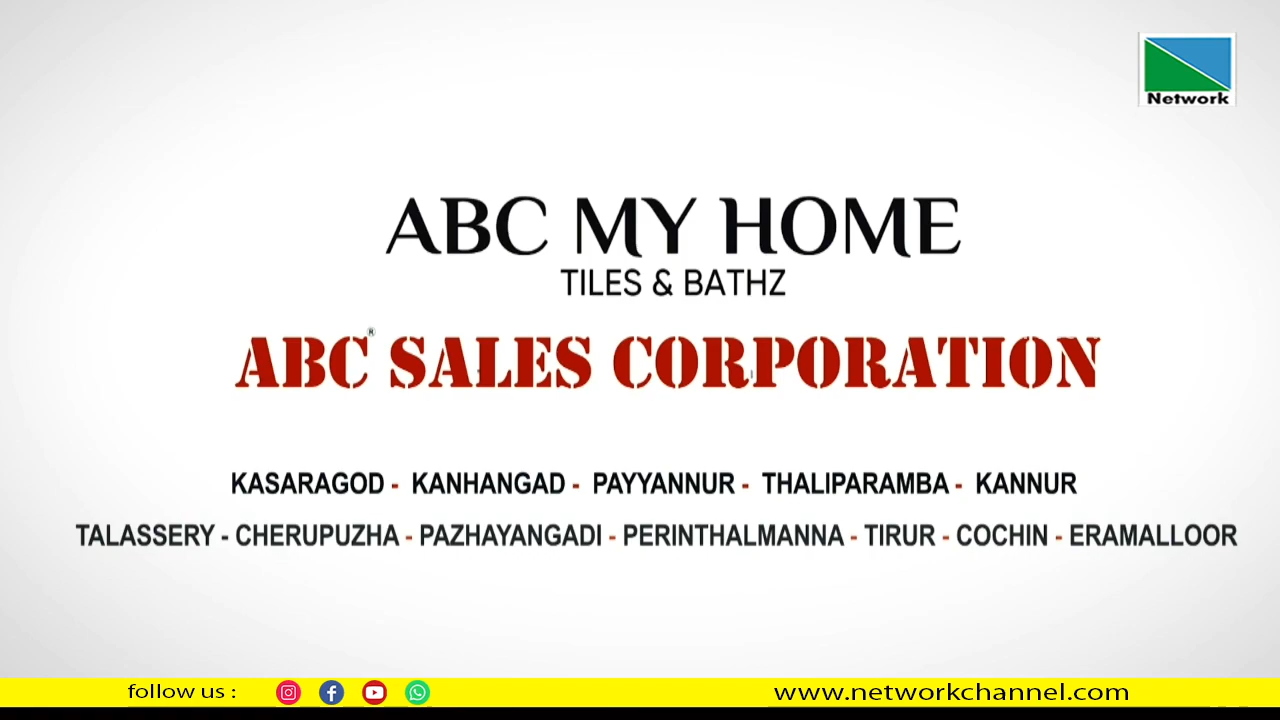 Network
ABC MY HOME
TILES & BATHZ
ABC® SALES CORPORATION
KASARAGOD - KANHANGAD - PAYYANNUR - THALIPARAMBA - KANNUR
TALASSERY - CHERUPUZHA - PAZHAYANGADI - PERINTHALMANNA - TIRUR - COCHIN - ERAMALLOOR
follow us :
www.networkchannel.com